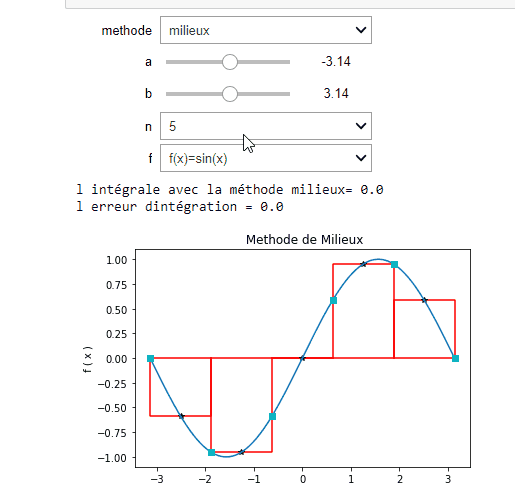 methode milieux
a -3.14
b 3.14
n 5
f f(x)=sin(x)
l intégrale avec la méthode milieux= 0.0
l erreur dintégration = 0.0
Methode de Milieux
1.00
0.75
0.50
0.25
0.00
−0.25
−0.50
−0.75
−1.00
f ( x )
−3 −2 −1 0 1 2 3